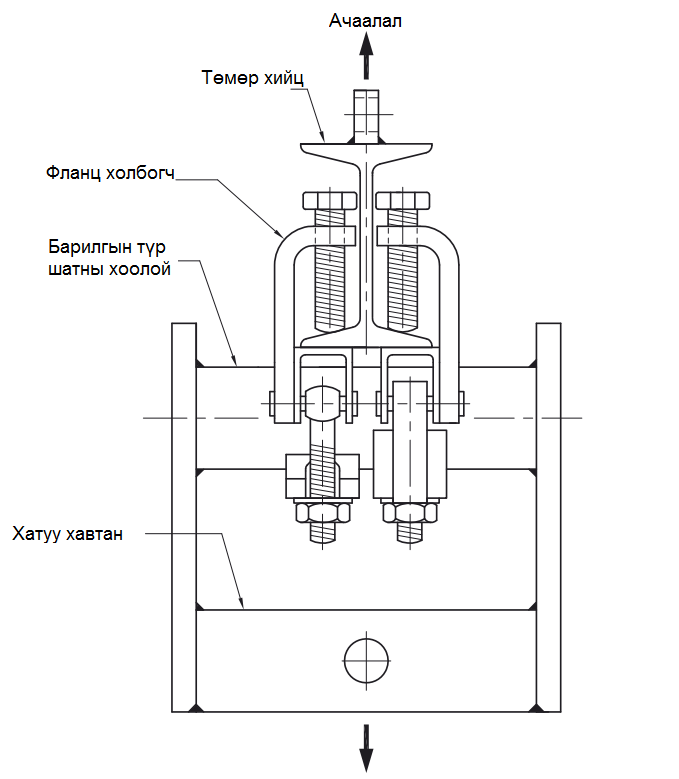 Ачаалал
Төмөр хийц
Фланц холбогч
Барилгын түр
шатны хоолой
Хатуу хавтан